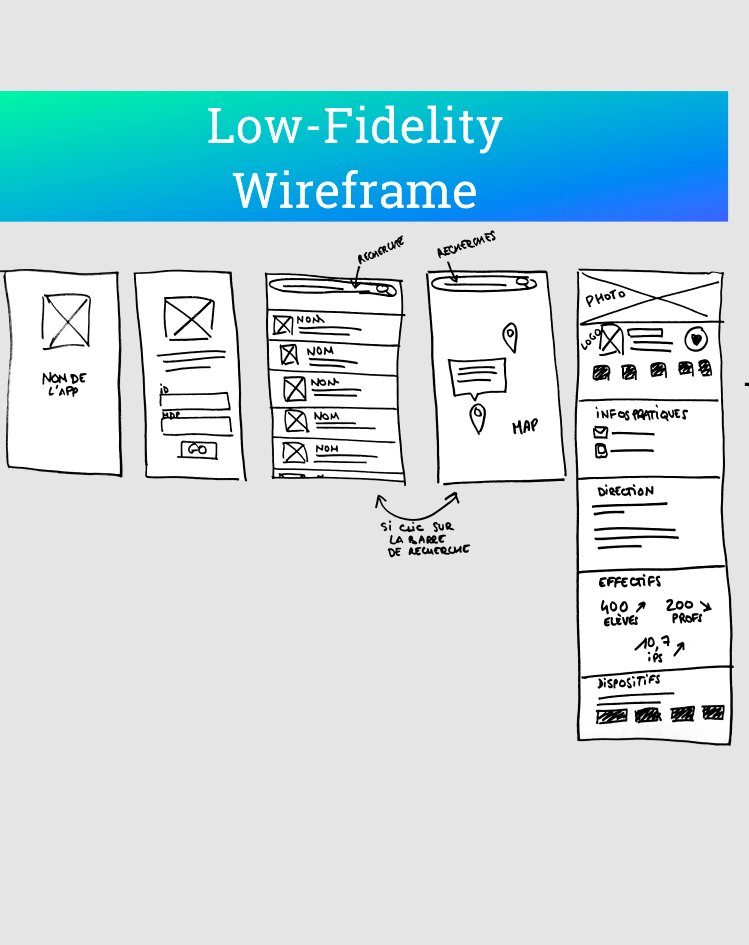 Low-Fidelity
Wireframe
RECHERCHE
RECHERCHES
NOM DE
L'APP
iD
MDP
GO
NOM
NOM
NOM
NOM
NOM
MAP
SI CLIC SUR
LA BARRE
DE RECHERCHE
PHOTO
LOGO
iNFOS PRATIQUES
DIRECTION
EFFECTIFS
400
ELÈVES
200
PROFS
10,7
iPS
DISPOSITIFS